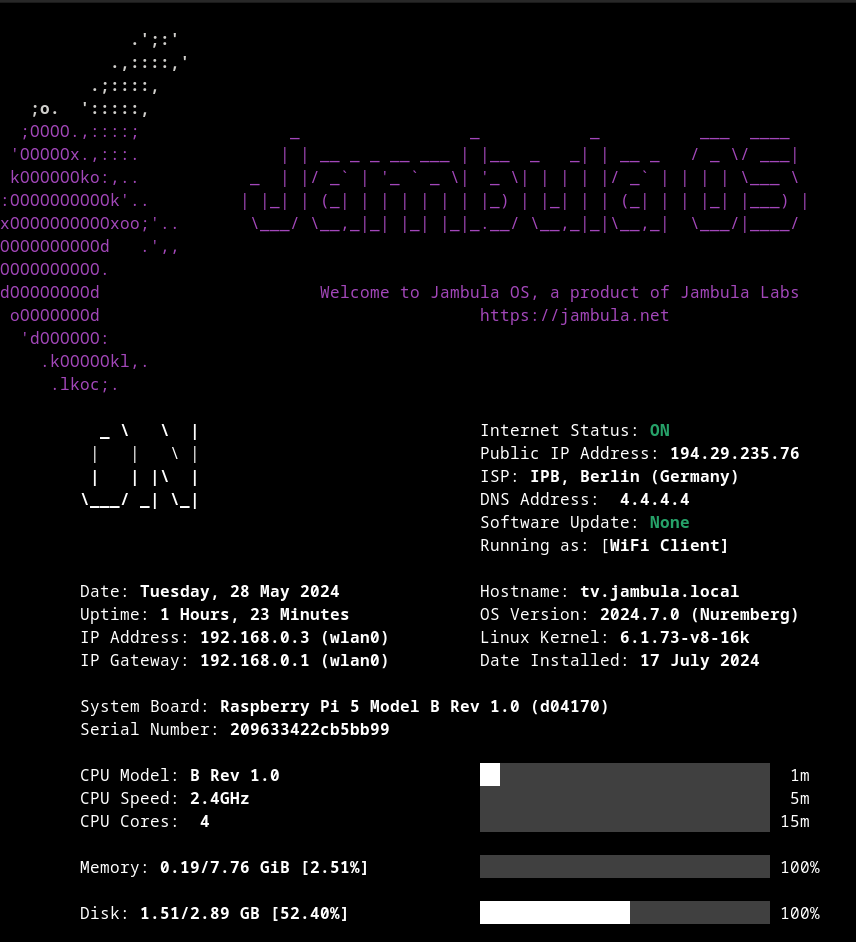 Jambula OS
Welcome to Jambula OS, a product of Jambula Labs
https://jambula.net
ON
Internet Status: ON
Public IP Address: 194.29.235.76
ISP: IPB, Berlin (Germany)
DNS Address: 4.4.4.4
Software Update: None
Running as: [WiFi Client]
Date: Tuesday, 28 May 2024
Uptime: 1 Hours, 23 Minutes
IP Address: 192.168.0.3 (wlan0)
IP Gateway: 192.168.0.1 (wlan0)
Hostname: tv.jambula.local
OS Version: 2024.7.0 (Nuremberg)
Linux Kernel: 6.1.73-v8-16k
Date Installed: 17 July 2024
System Board: Raspberry Pi 5 Model B Rev 1.0 (d04170)
Serial Number: 209633422cb5bb99
CPU Model: B Rev 1.0
CPU Speed: 2.4GHz
CPU Cores: 4
1m
5m
15m
Memory: 0.19/7.76 GiB [2.51%]
100%
Disk: 1.51/2.89 GB [52.40%]
100%